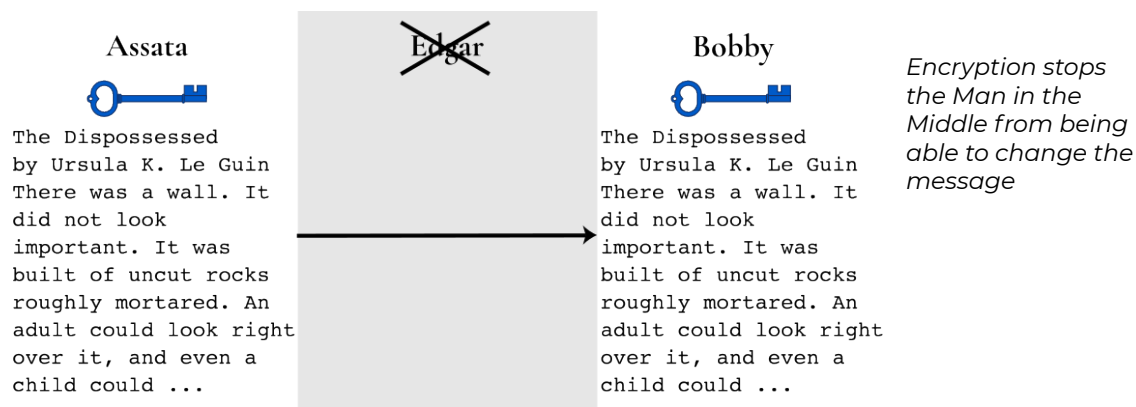 Assata
The Dispossessed
by Ursula K. Le Guin
There was a wall. It
did not look
important. It was
built of uncut rocks
roughly mortared. An
adult could look right
over it, and even a
child could ...
Edgar
Bobby
The Dispossessed
by Ursula K. Le Guin
There was a wall. It
did not look
important. It was
built of uncut rocks
roughly mortared. An
adult could look right
over it, and even a
child could ...
Encryption stops
the Man in the
Middle from being
able to change the
message